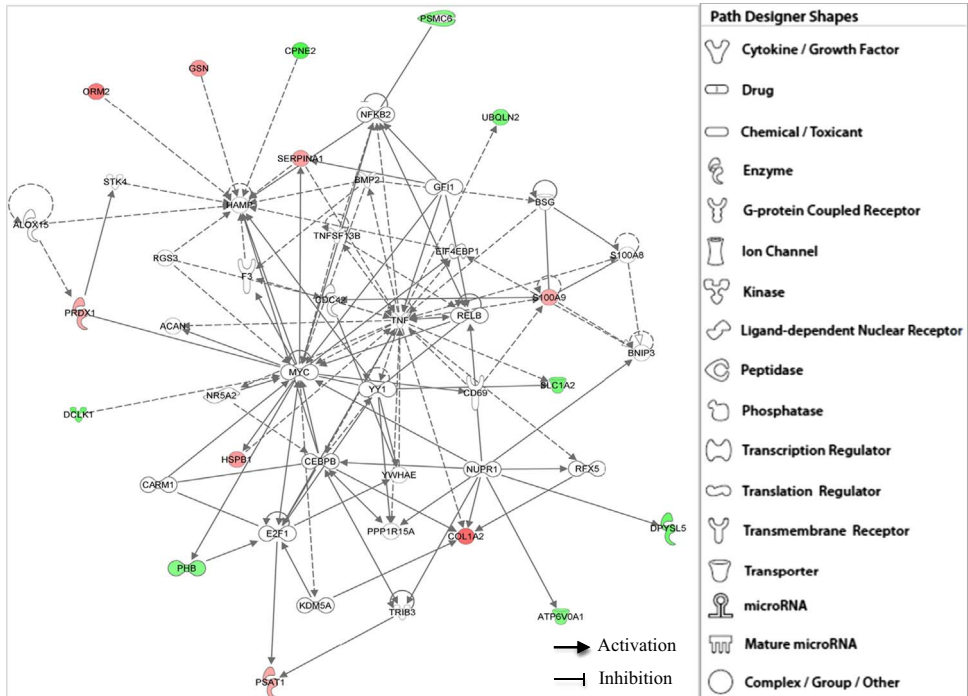 PSMC6
CPNE2
GSN
ORM2
NFKB2
UBQLN2
SERPINA1
STK4
BMP2
GFI1
HAMP
BSG
ALOX15
TNFSF13B
EIF4EBP1
S100A8
RGS3
F3
CDC42
S100A9
PRDX1
ACAN
TNF
RELB
BNIP3
MYC
YY1
SLC1A2
NR5A2
CD69
DCLK1
HSPB1
CEBPB
YWHAE
NUPR1
RFX5
CARM1
E2F1
PPP1R15A
COL1A2
DPYSL5
PHB
KDM5A
TRIB3
ATP6V0A1
PSAT1
Activation
Inhibition
Path Designer Shapes
Cytokine / Growth Factor
Drug
Chemical / Toxicant
Enzyme
G-protein Coupled Receptor
Ion Channel
Kinase
Ligand-dependent Nuclear Receptor
Peptidase
Phosphatase
Transcription Regulator
Translation Regulator
Transmembrane Receptor
Transporter
microRNA
Mature microRNA
Complex / Group / Other